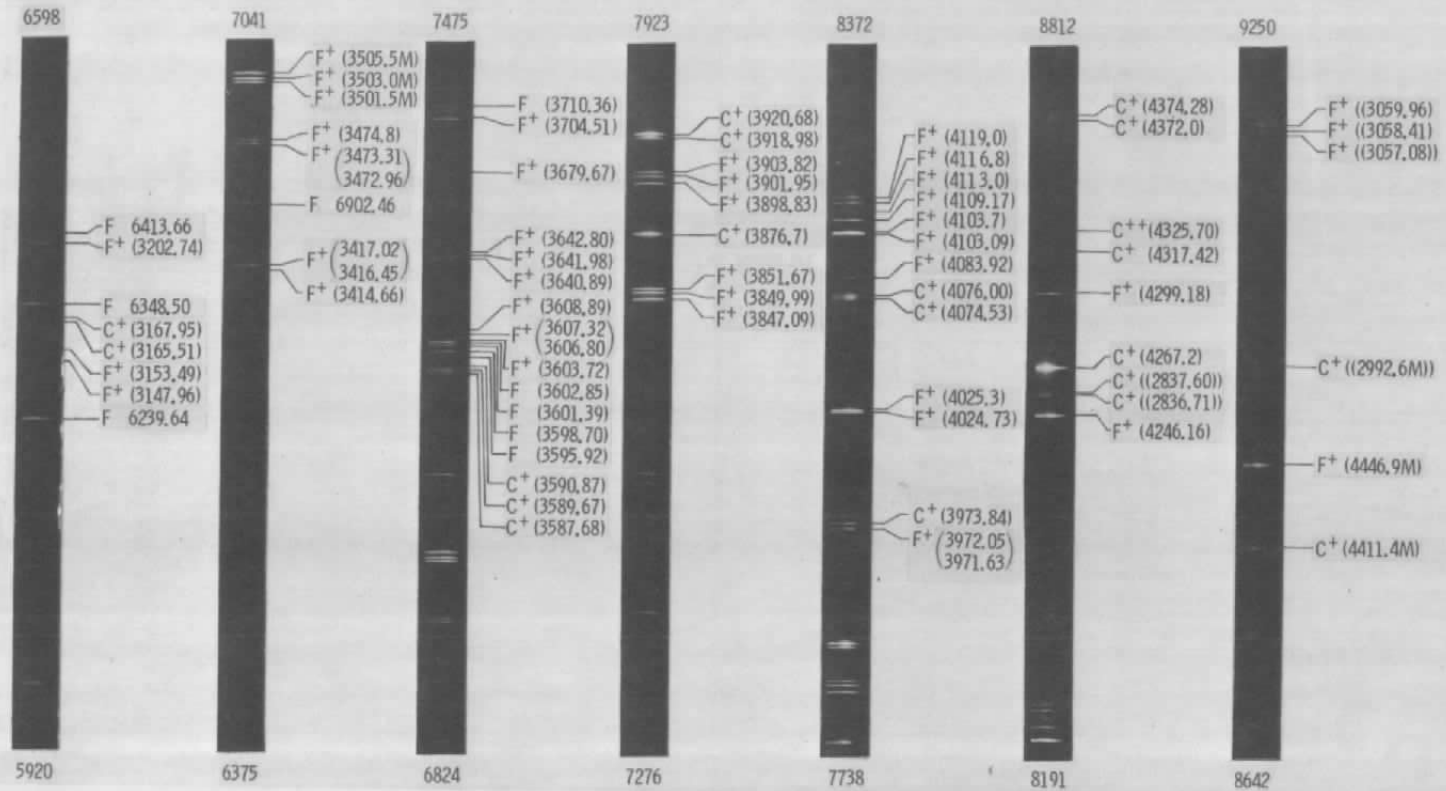 6598
F 6413.66
F+ (3202.74)
F 6348.50
C+ (3167.95)
C+ (3165.51)
F+ (3153.49)
F+ (3147.96)
F 6239.64
5920
7041
F+ (3505.5M)
F+ (3503.0M)
F+ (3501.5M)
F+ (3474.8)
F+ (3473.31
3472.96)
F 6902.46
F+ (3417.02
3416.45)
F+ (3414.66)
6375
7475
F (3710.36)
F+ (3704.51)
F+ (3679.67)
F+ (3642.80)
F+ (3641.98)
F+ (3640.89)
F+ (3608.89)
F+ (3607.32
3606.80)
F+ (3603.72)
F (3602.85)
F (3601.39)
F (3598.70)
F (3595.92)
C+ (3590.87)
C+ (3589.67)
C+ (3587.68)
6824
7923
C+ (3920.68)
C+ (3918.98)
F+ (3903.82)
F+ (3901.95)
F+ (3898.83)
C+ (3876.7)
F+ (3851.67)
F+ (3849.99)
F+ (3847.09)
7276
8372
F+ (4119.0)
F+ (4116.8)
F+ (4113.0)
F+ (4109.17)
F+ (4103.7)
F+ (4103.09)
F+ (4083.92)
C+ (4076.00)
C+ (4074.53)
F+ (4025.3)
F+ (4024.73)
C+ (3973.84)
F+ (3972.05
3971.63)
7738
8812
C+ (4374.28)
C+ (4372.0)
C++ (4325.70)
C+ (4317.42)
F+ (4299.18)
C+ (4267.2)
C+ ((2837.60))
C+ ((2836.71))
F+ (4246.16)
8191
9250
F+ ((3059.96)
F+ ((3058.41)
F+ ((3057.08))
C+ ((2992.6M))
F+ (4446.9M)
C+ (4411.4M)
8642